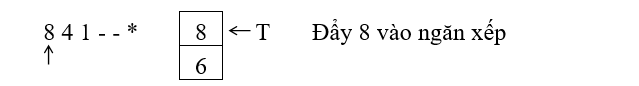 8 4 1 - - * 8 ← T Đẩy 8 vào ngăn xếp
↑ 6